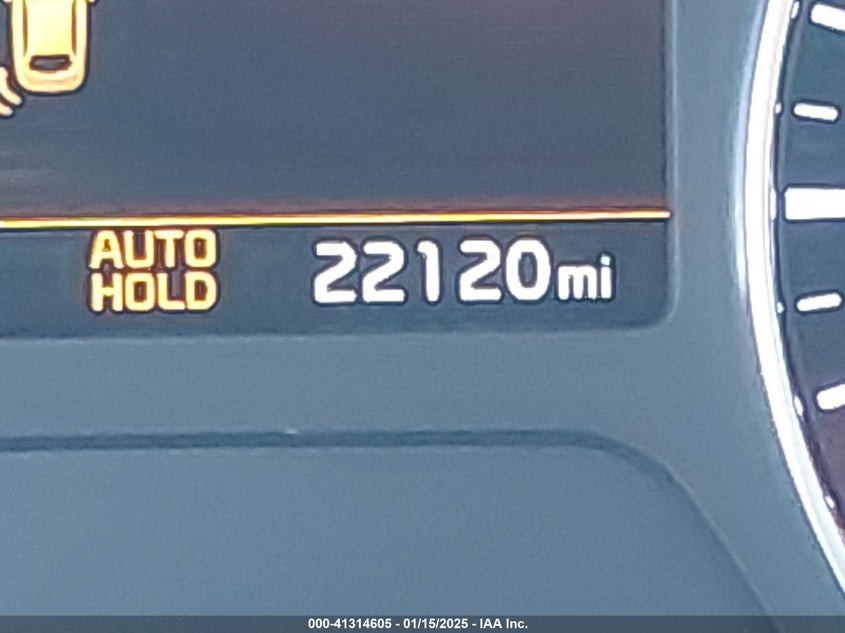 AUTO
HOLD
22120mi
000-41314605 - 01/15/2025 - IAA Inc.